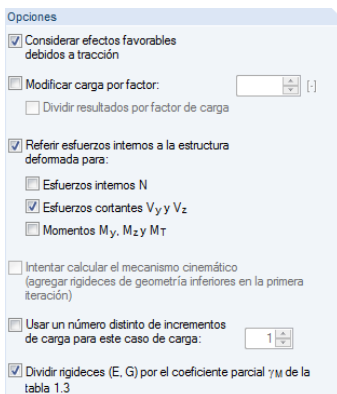 Opciones
Considerar efectos favorables
debidos a tracción
Modificar carga por factor:
[-]
Dividir resultados por factor de carga
Referir esfuerzos internos a la estructura
deformada para:
Esfuerzos internos N
Esfuerzos cortantes Vy y Vz
Momentos My, Mz y MT
Intentar calcular el mecanismo cinemático
(agregar rigideces de geometría inferiores en la primera
iteración)
Usar un número distinto de incrementos
de carga para este caso de carga:
1
Dividir rigideces (E, G) por el coeficiente parcial γM de la
tabla 1.3